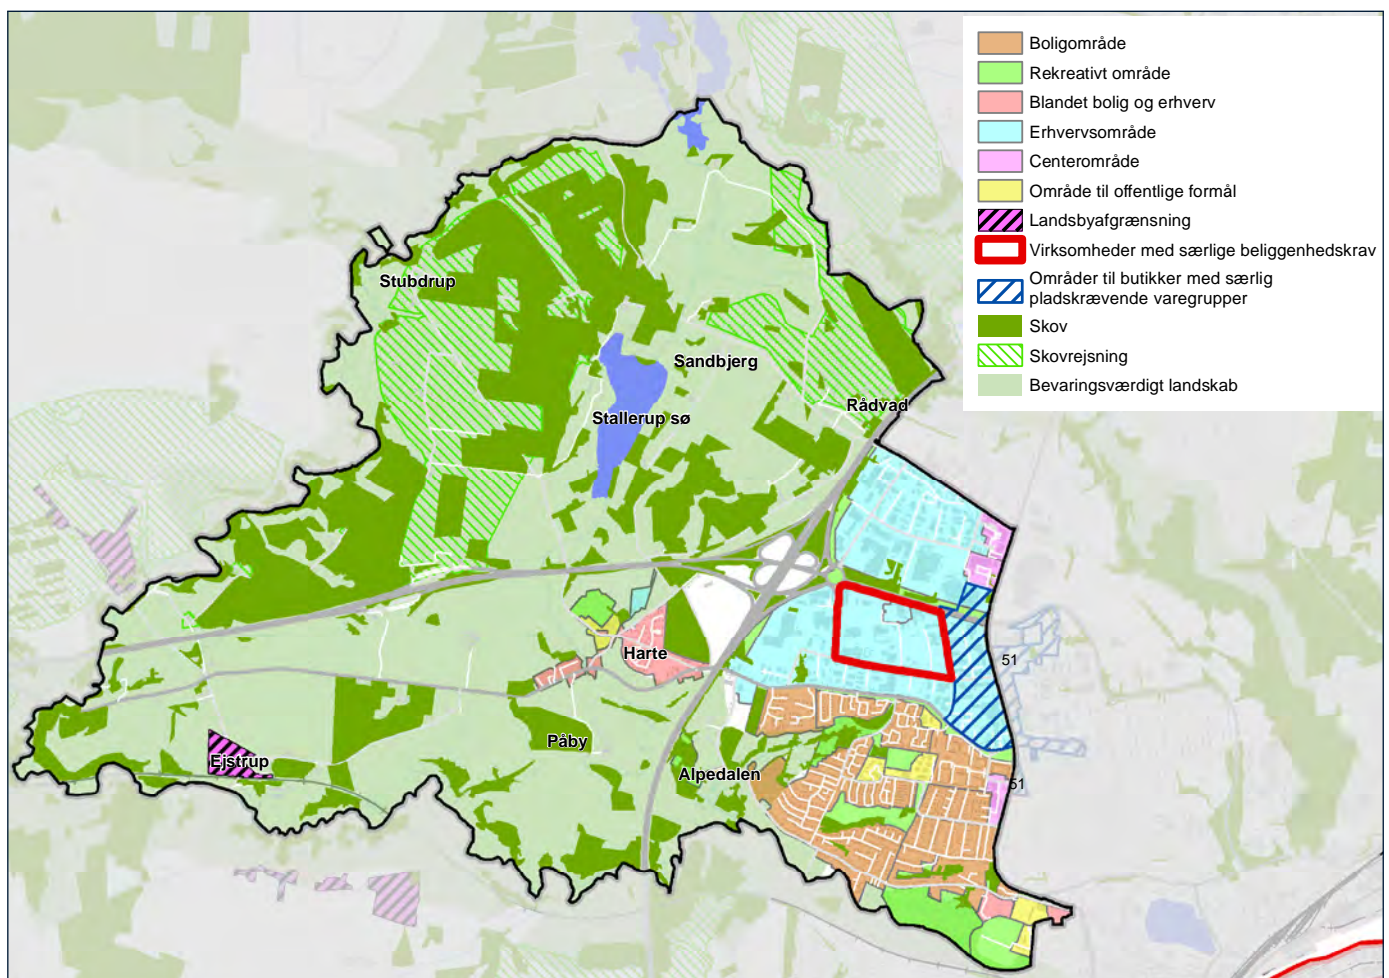 Boligområde
Rekreativt område
Blandet bolig og erhverv
Erhvervsområde
Centerområde
Område til offentlige formål
Landsbyafgrænsning
Virksomheder med særlige beliggenhedskrav
Områder til butikker med særlig
pladskrævende varegrupper
Skov
Skovrejsning
Bevaringsværdigt landskab
Stubdrup
Sandbjerg
Rådvad
Stallerup sø
Harte
51
Påby
Ejstrup
Alpedalen
51